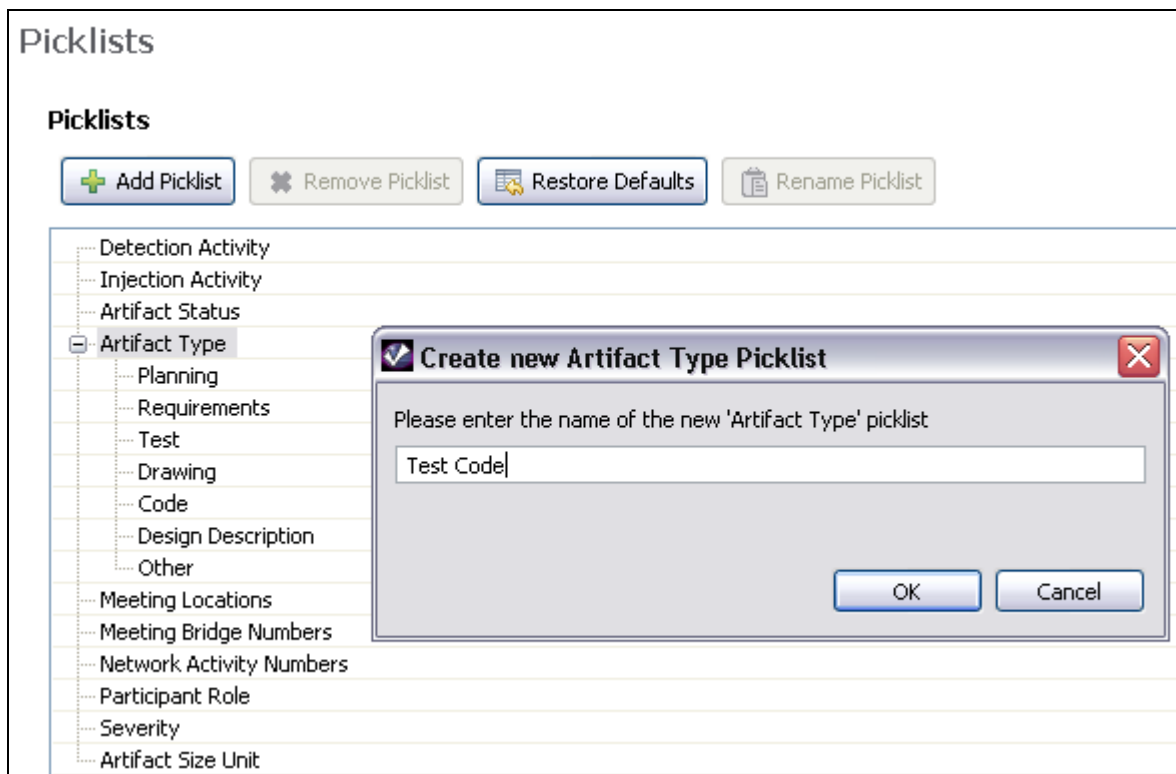 Picklists
Picklists
Add Picklist Remove Picklist Restore Defaults Rename Picklist
Detection Activity
Injection Activity
Artifact Status
Artifact Type
Planning
Requirements
Test
Drawing
Code
Design Description
Other
Meeting Locations
Meeting Bridge Numbers
Network Activity Numbers
Participant Role
Severity
Artifact Size Unit
Create new Artifact Type Picklist
Please enter the name of the new 'Artifact Type' picklist
Test Code
OK Cancel